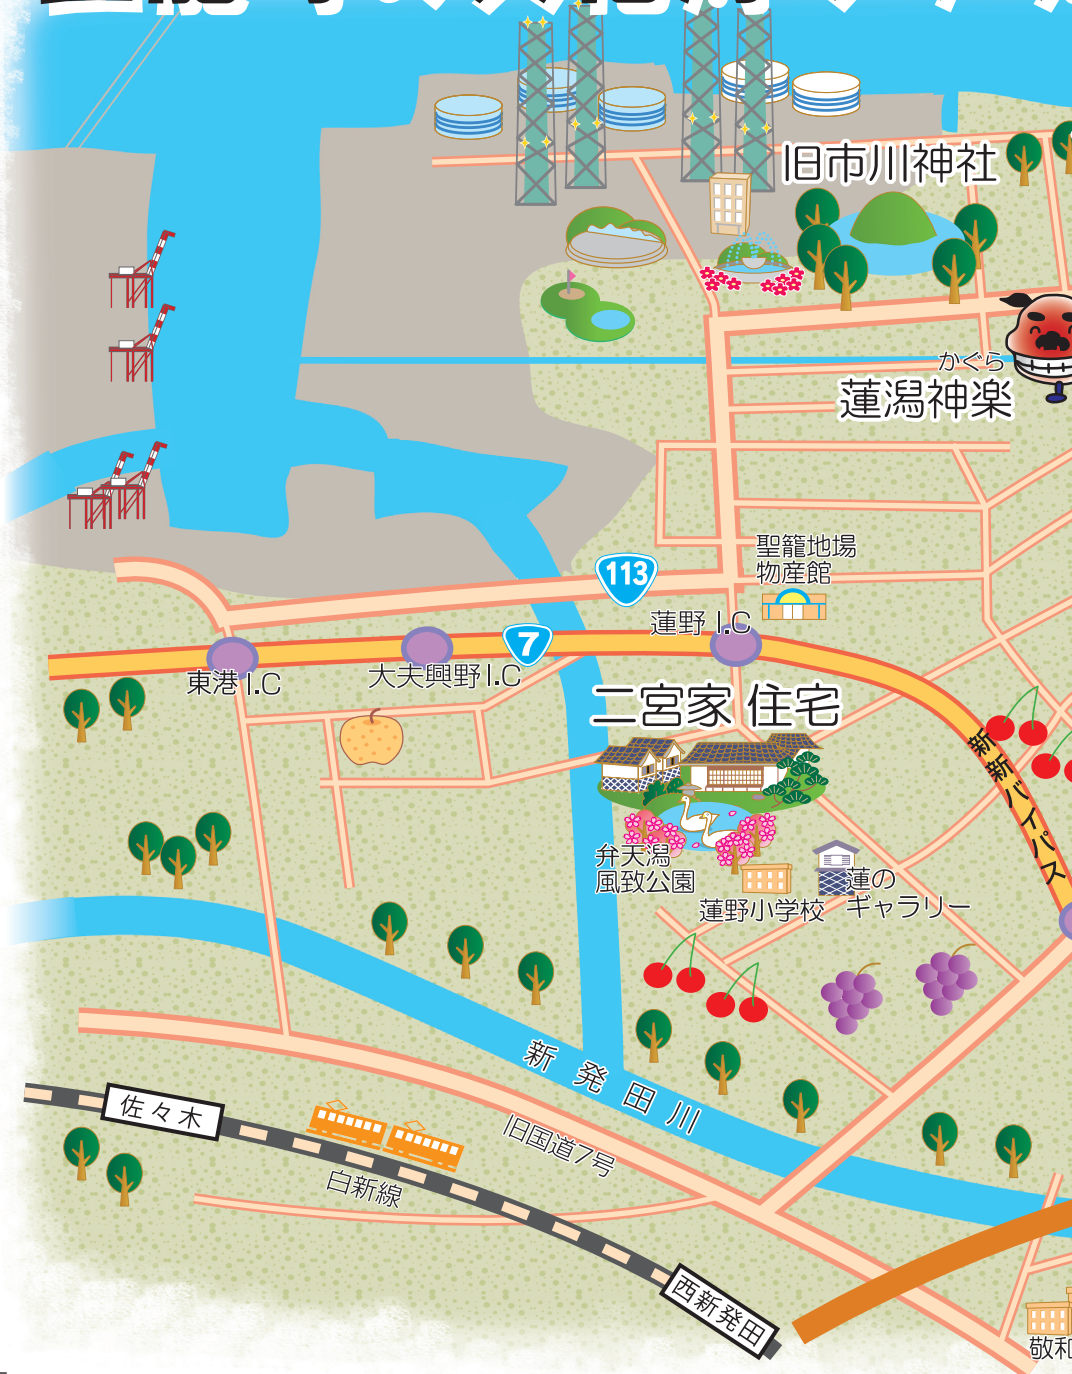 旧市川神社
かぐら
蓮潟神楽
聖籠地場
物産館
113
蓮野 I.C
7
東港 I.C
大夫興野I.C
二宮家 住宅
新新バイパス
弁天潟
風致公園
蓮野小学校
蓮の
ギャラリー
新発田川
佐々木
旧国道7号
白新線
西新発田
敬和